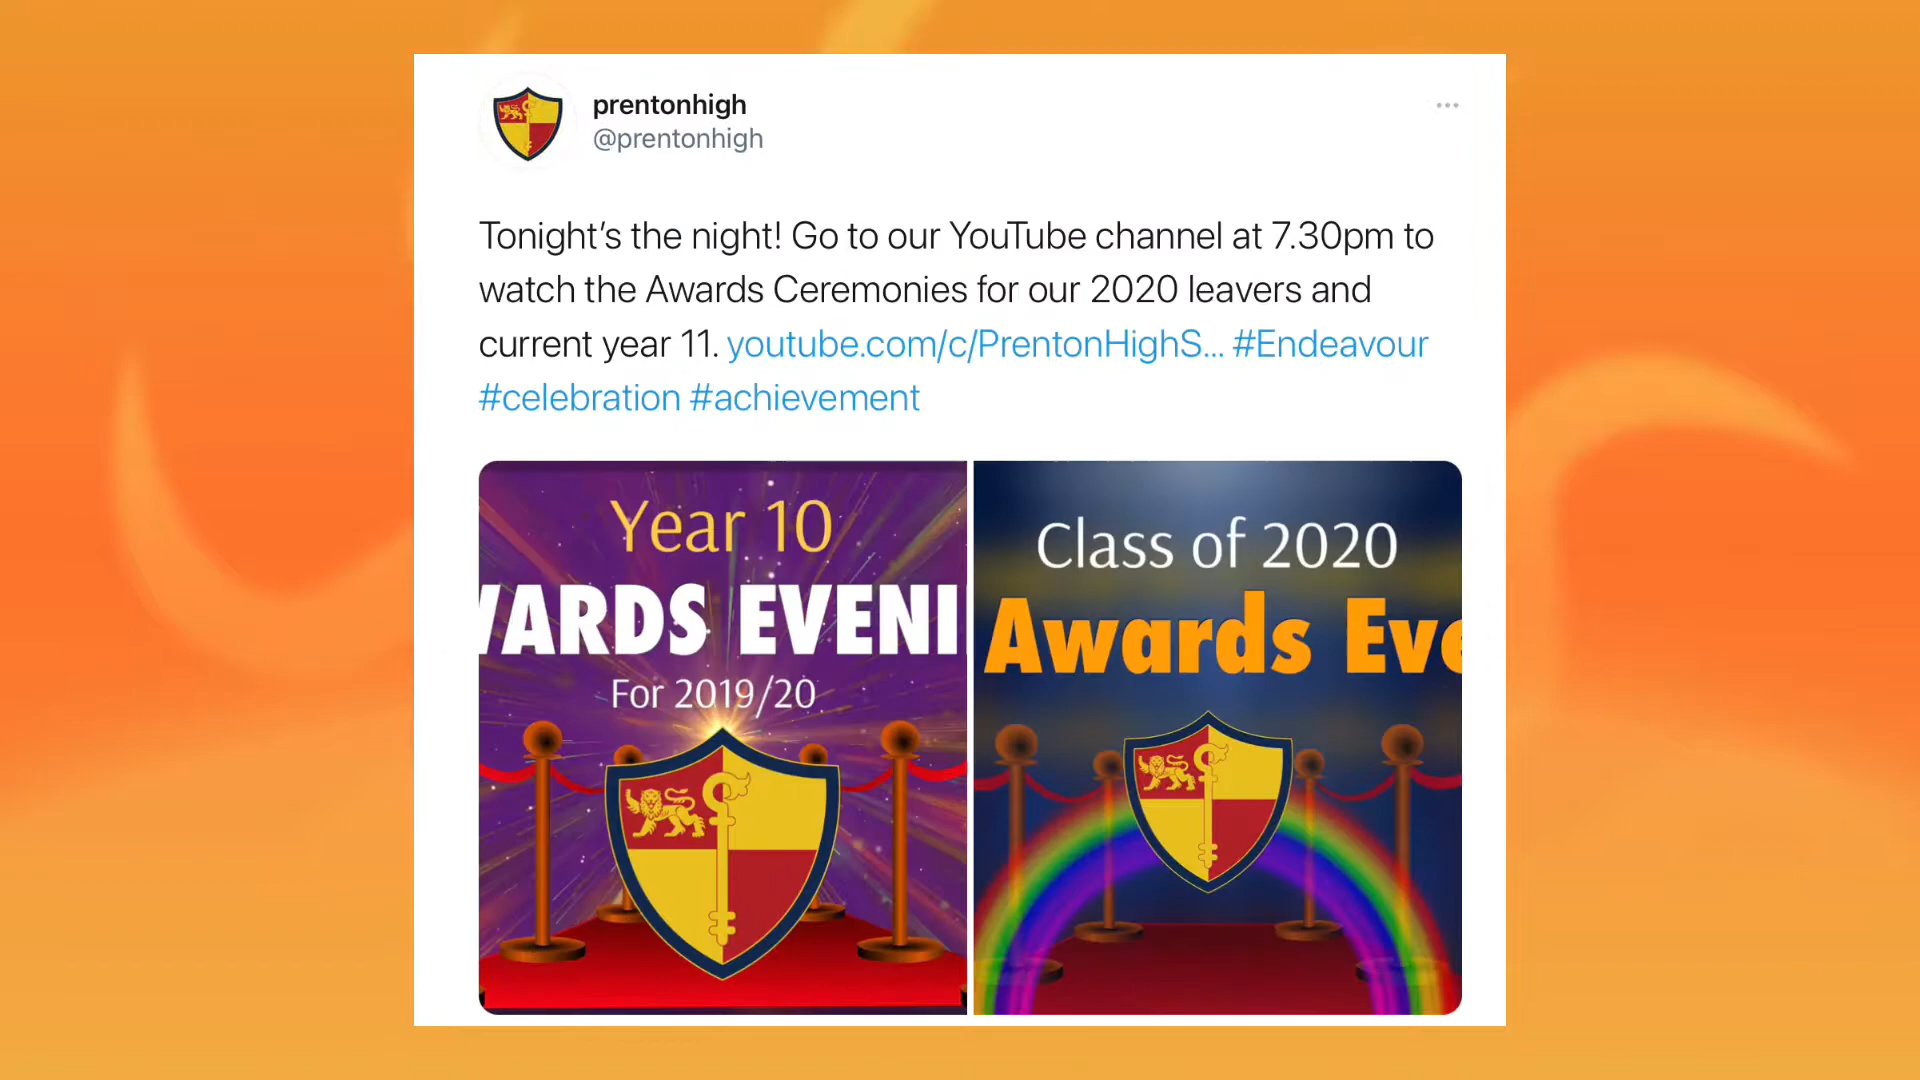 prentonhigh
@prentonhigh
Tonight's the night! Go to our YouTube channel at 7.30pm to
watch the Awards Ceremonies for our 2020 leavers and
current year 11. youtube.com/c/PrentonHighS... #Endeavour
#celebration #achievement
Year 10
WARDS EVENI
For 2019/20
Class of 2020
Awards Eve